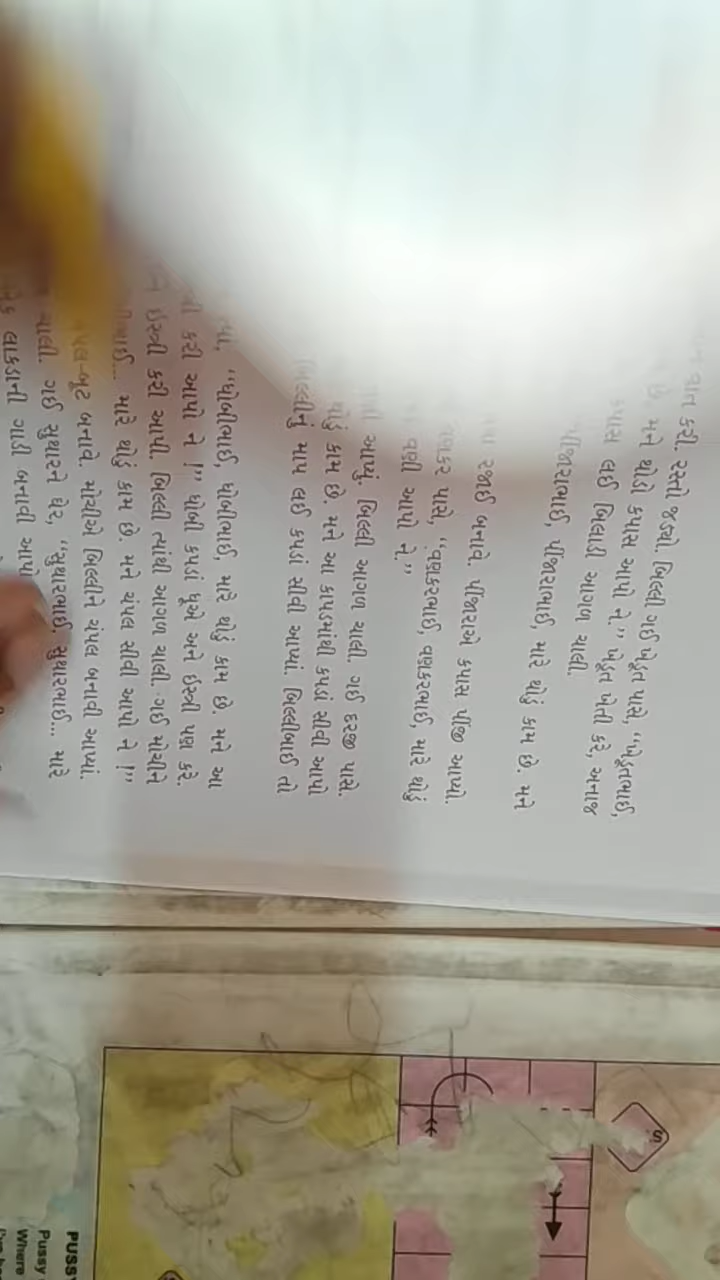 વાત કરી. રસ્તો જડ્યો. બિલ્લી ગઈ ખેડૂત પાસે, “ખેડૂતભાઈ,
છે. મને થોડો કપાસ આપો ને.” ખેડૂત ખેતી કરે, અનાજ
કપાસ લઈ બિલાડી આગળ ચાલી.
પીંજારાભાઈ, પીંજારાભાઈ, મારે થોડું કામ છે. મને
રજાઈ બનાવે. પીંજારાએ કપાસ પીંજી આપ્યો.
વણકર પાસે, “વણકરભાઈ, વણકરભાઈ, મારે થોડું
વણી આપો ને.”
આપ્યું. બિલ્લી આગળ ચાલી. ગઈ દરજી પાસે.
થોડું કામ છે. મને આ કાપડમાંથી કપડાં સીવી આપો
બિલ્લીનું માપ લઈ કપડાં સીવી આપ્યાં. બિલ્લીબાઈ તો
“ધોબીભાઈ, ધોબીભાઈ, મારે થોડું કામ છે. મને આ
કરી આપો ને !” ધોબી કપડાં ધૂએ અને ઈસ્ત્રી પણ કરે.
ઈસ્ત્રી કરી આપી. બિલ્લી ત્યાંથી આગળ ચાલી. ગઈ મોચીને
મારે થોડું કામ છે. મને ચંપલ સીવી આપો ને !”
ચંપલ-બુટ બનાવે. મોચીએ બિલ્લીને ચંપલ બનાવી આપ્યાં.
ચાલી. ગઈ સુથારને ઘેર, “સુથારભાઈ, સુથારભાઈ... મારે
લાકડાની ગાડી બનાવી આપો
S
PUSSY
Pussy
Where